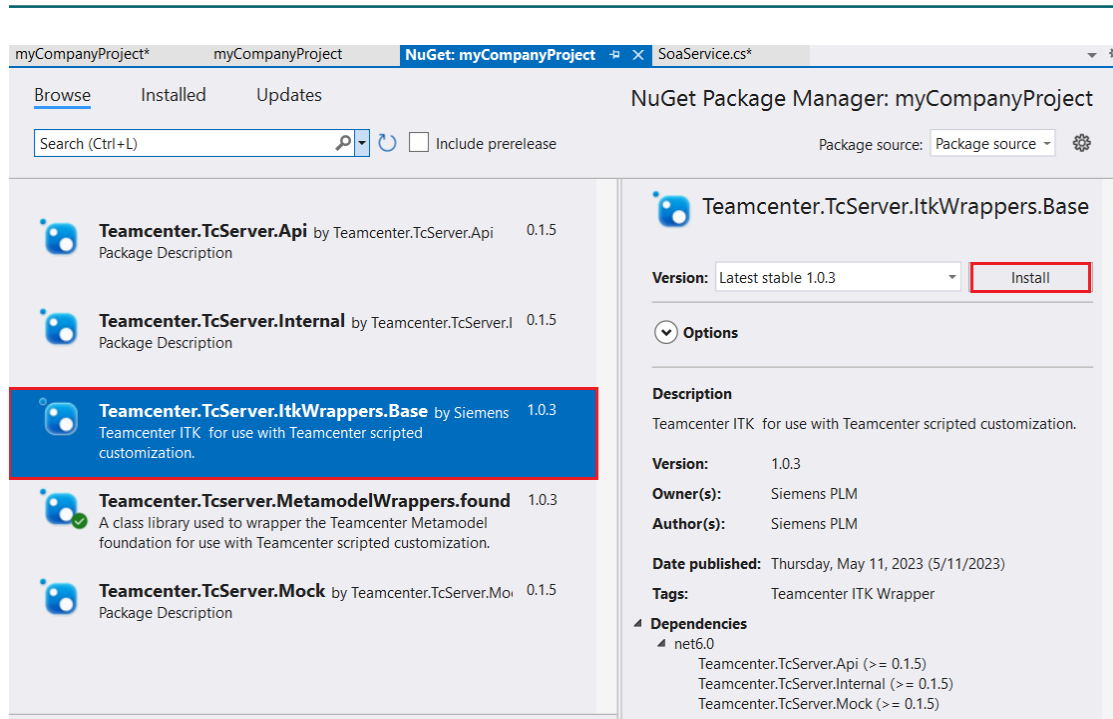 myCompanyProject* myCompanyProject NuGet: myCompanyProject SoaService.cs*
Browse Installed Updates
NuGet Package Manager: myCompanyProject
Search (Ctrl+L) Include prerelease
Package source: Package source
Teamcenter.TcServer.Api by Teamcenter.TcServer.Api 0.1.5
Package Description
Teamcenter.TcServer.Internal by Teamcenter.TcServer.I 0.1.5
Package Description
Teamcenter.TcServer.ItkWrappers.Base by Siemens 1.0.3
Teamcenter ITK for use with Teamcenter scripted
customization.
Teamcenter.Tcserver.MetamodelWrappers.found 1.0.3
A class library used to wrapper the Teamcenter Metamodel
foundation for use with Teamcenter scripted customization.
Teamcenter.TcServer.Mock by Teamcenter.TcServer.Mo 0.1.5
Package Description
Teamcenter.TcServer.ItkWrappers.Base
Version: Latest stable 1.0.3 Install
Options
Description
Teamcenter ITK for use with Teamcenter scripted customization.
Version: 1.0.3
Owner(s): Siemens PLM
Author(s): Siemens PLM
Date published: Thursday, May 11, 2023 (5/11/2023)
Tags: Teamcenter ITK Wrapper
Dependencies
net6.0
Teamcenter.TcServer.Api (>= 0.1.5)
Teamcenter.TcServer.Internal (>= 0.1.5)
Teamcenter.TcServer.Mock (>= 0.1.5)